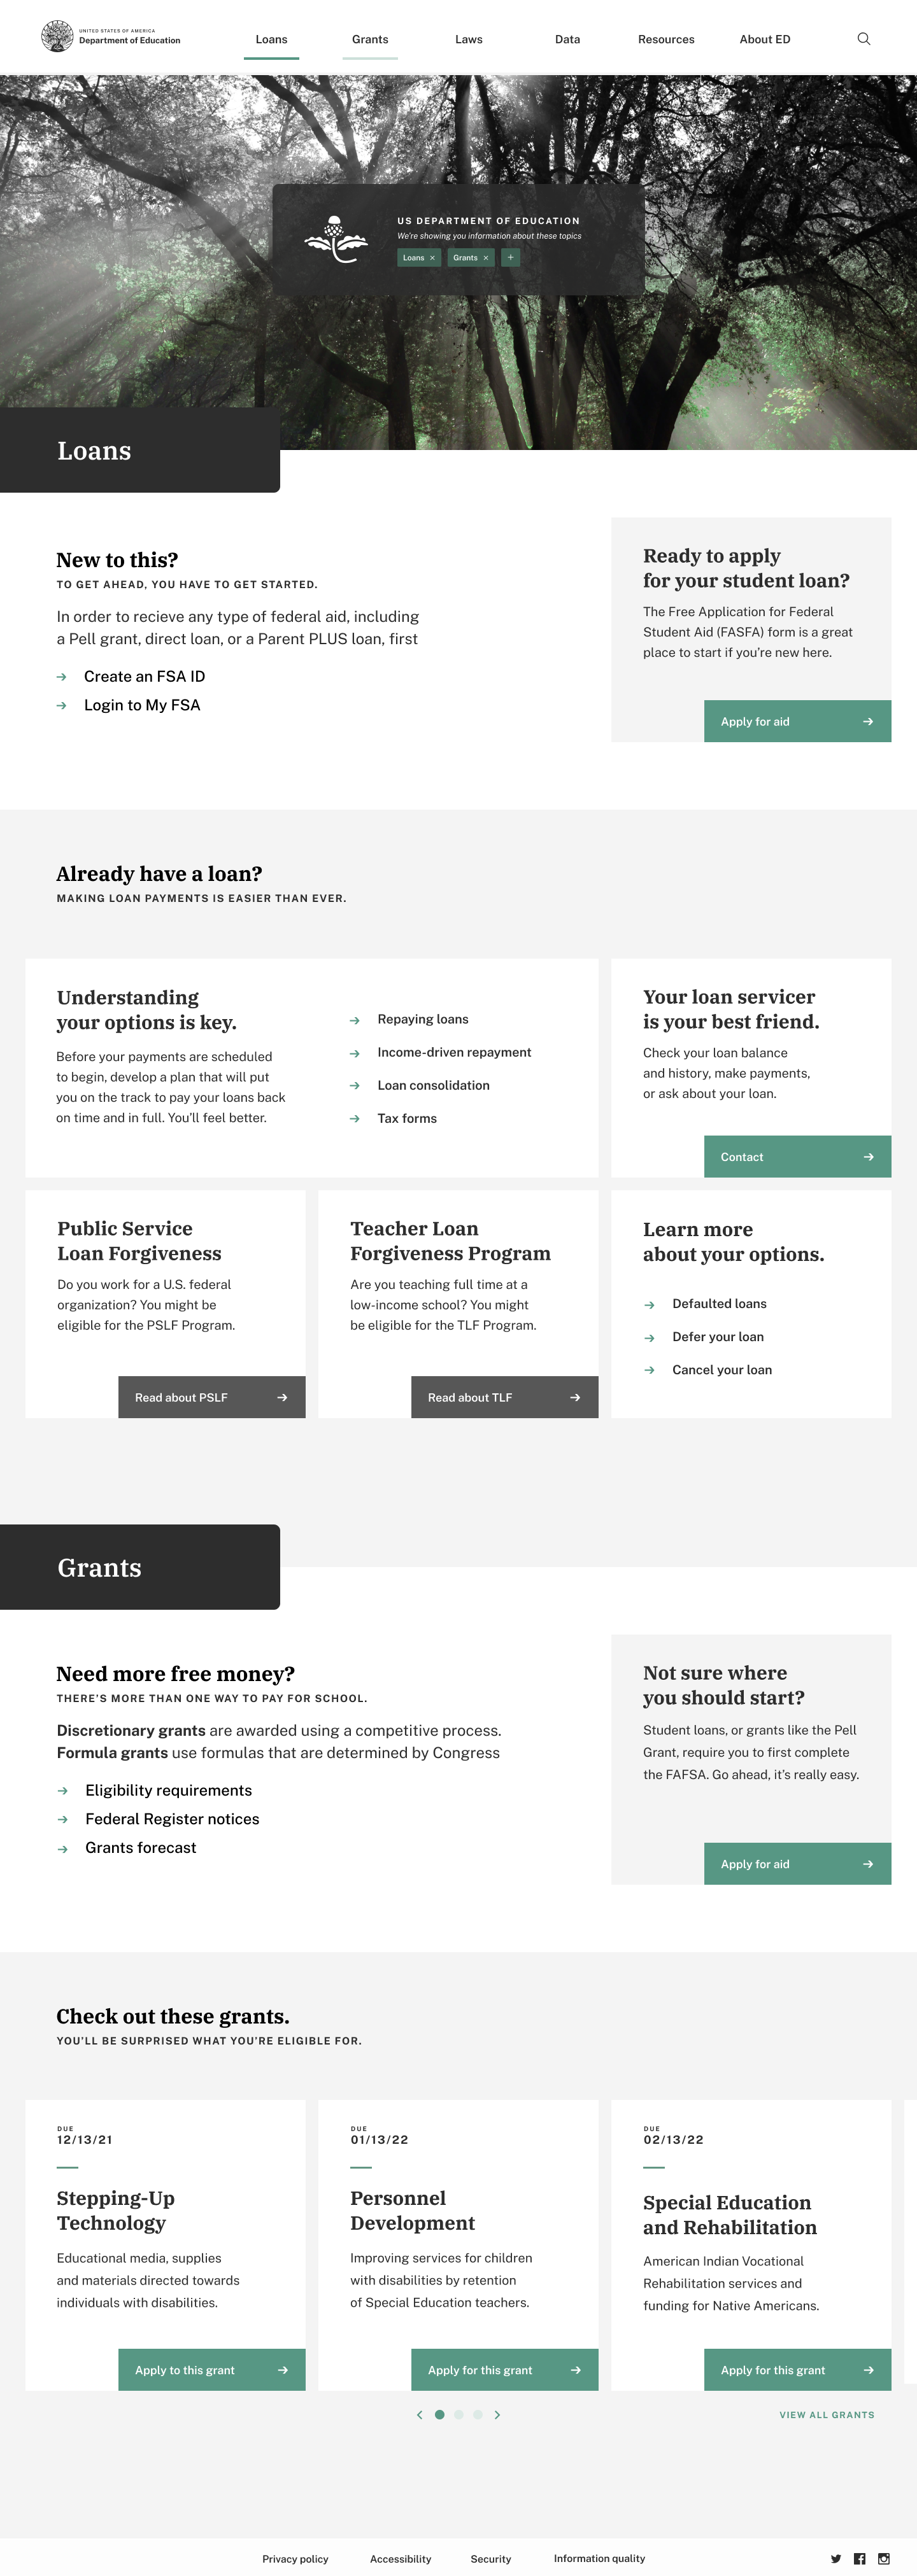 UNITED STATES OF AMERICA
Department of Education
Loans
Grants
Laws
Data
Resources
About ED
US DEPARTMENT OF EDUCATION
We're showing you information about these topics
Loans ×
Grants ×
+
Loans
New to this?
TO GET AHEAD, YOU HAVE TO GET STARTED.
In order to recieve any type of federal aid, including
a Pell grant, direct loan, or a Parent PLUS loan, first
Create an FSA ID
Login to My FSA
Ready to apply
for your student loan?
The Free Application for Federal
Student Aid (FASFA) form is a great
place to start if you're new here.
Apply for aid
Already have a loan?
MAKING LOAN PAYMENTS IS EASIER THAN EVER.
Understanding
your options is key.
Before your payments are scheduled
to begin, develop a plan that will put
you on the track to pay your loans back
on time and in full. You'll feel better.
Repaying loans
Income-driven repayment
Loan consolidation
Tax forms
Your loan servicer
is your best friend.
Check your loan balance
and history, make payments,
or ask about your loan.
Contact
Public Service
Loan Forgiveness
Do you work for a U.S. federal
organization? You might be
eligible for the PSLF Program.
Read about PSLF
Teacher Loan
Forgiveness Program
Are you teaching full time at a
low-income school? You might
be eligible for the TLF Program.
Read about TLF
Learn more
about your options.
Defaulted loans
Defer your loan
Cancel your loan
Grants
Need more free money?
THERE'S MORE THAN ONE WAY TO PAY FOR SCHOOL.
Discretionary grants are awarded using a competitive process.
Formula grants use formulas that are determined by Congress
Eligibility requirements
Federal Register notices
Grants forecast
Not sure where
you should start?
Student loans, or grants like the Pell
Grant, require you to first complete
the FAFSA. Go ahead, it's really easy.
Apply for aid
Check out these grants.
YOU'LL BE SURPRISED WHAT YOU'RE ELIGIBLE FOR.
DUE
12/13/21
Stepping-Up
Technology
Educational media, supplies
and materials directed towards
individuals with disabilities.
Apply to this grant
DUE
01/13/22
Personnel
Development
Improving services for children
with disabilities by retention
of Special Education teachers.
Apply for this grant
DUE
02/13/22
Special Education
and Rehabilitation
American Indian Vocational
Rehabilitation services and
funding for Native Americans.
Apply for this grant
VIEW ALL GRANTS
Privacy policy
Accessibility
Security
Information quality